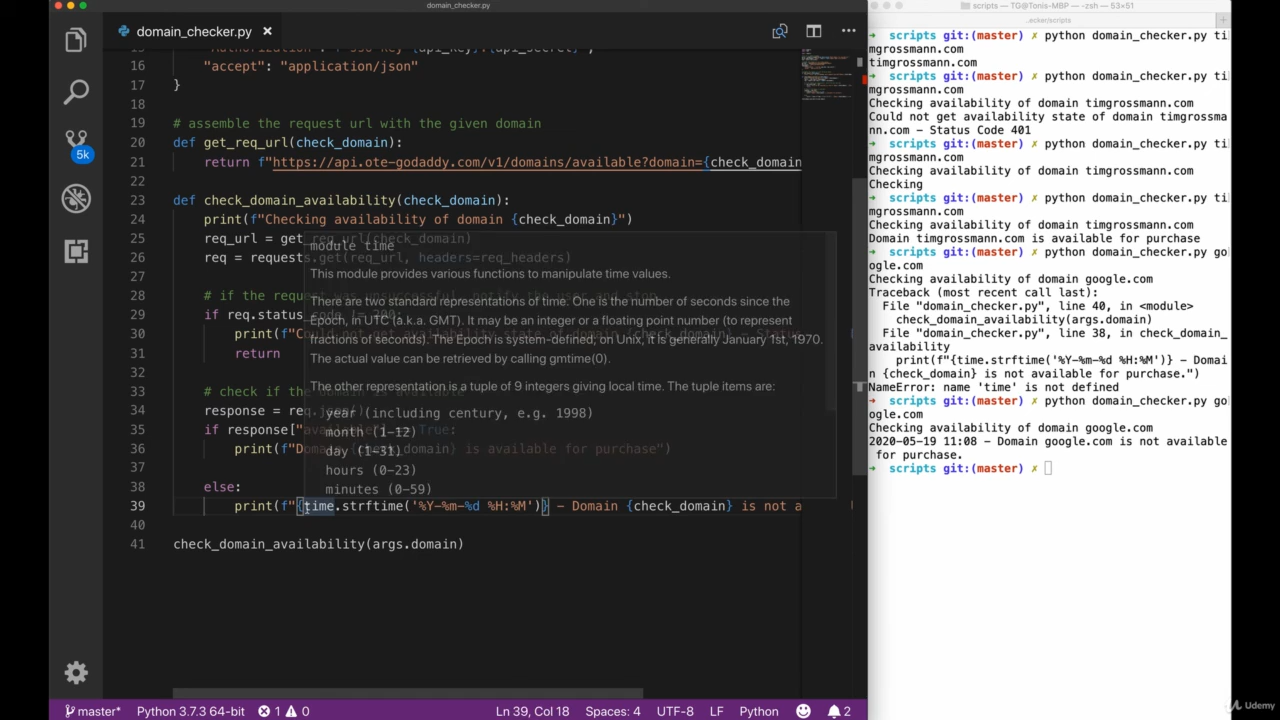 domain_checker.py
scripts — TG@Tonis-MBP — -zsh — 53×51
..ecker/scripts
domain_checker.py
16 "accept": "application/json"
}
19 # assemble the request url with the given domain
20 def get_req_url(check_domain):
21 return f"https://api.ote-godaddy.com/v1/domains/available?domain={check_domain
22
23 (check_domain):
24 print(f"Checking availability of domain {check_domain}")
25 req_url = get_req_url(check_domain)
26 (req_url, headers=req_headers)
27
28
29 if req.status_
30 print(f"
31 return
32
33 # check if the
34
35 if response["
36 print(f" is available for purchase")
37
38 else:
39 print(f"{time.strftime('%Y-%m-%d %H:%M')} - Domain {check_domain} is not a
40
41 check_domain_availability(args.domain)
module time
This module provides various functions to manipulate time values.
There are two standard representations of time. One is the number of seconds since the
Epoch, in UTC (a.k.a. GMT). It may be an integer or a floating point number (to represent
fractions of seconds). The Epoch is system-defined; on Unix, it is generally January 1st, 1970.
The actual value can be retrieved by calling gmtime(0).
The other representation is a tuple of 9 integers giving local time. The tuple items are:
year (including century, e.g. 1998)
month (1-12)
day (1-31)
hours (0-23)
minutes (0-59)
5k
master* Python 3.7.3 64-bit 1 0 Ln 39, Col 18 Spaces: 4 UTF-8 LF Python 2
➜ scripts git:(master) ✗ python domain_checker.py ti
mgrossmann.com
timgrossmann.com
➜ scripts git:(master) ✗ python domain_checker.py ti
mgrossmann.com
Checking availability of domain timgrossmann.com
Could not get availability state of domain timgrossma
nn.com - Status Code 401
➜ scripts git:(master) ✗ python domain_checker.py ti
mgrossmann.com
Checking availability of domain timgrossmann.com
Checking
➜ scripts git:(master) ✗ python domain_checker.py ti
mgrossmann.com
Checking availability of domain timgrossmann.com
Domain timgrossmann.com is available for purchase
➜ scripts git:(master) ✗ python domain_checker.py go
ogle.com
Checking availability of domain google.com
Traceback (most recent call last):
File "domain_checker.py", line 40, in <module>
check_domain_availability(args.domain)
File "domain_checker.py", line 38, in check_domain_
availability
print(f"{time.strftime('%Y-%m-%d %H:%M')} - Domai
n {check_domain} is not available for purchase.")
NameError: name 'time' is not defined
➜ scripts git:(master) ✗ python domain_checker.py go
ogle.com
Checking availability of domain google.com
2020-05-19 11:08 - Domain google.com is not available
for purchase.
➜ scripts git:(master) ✗
Udemy